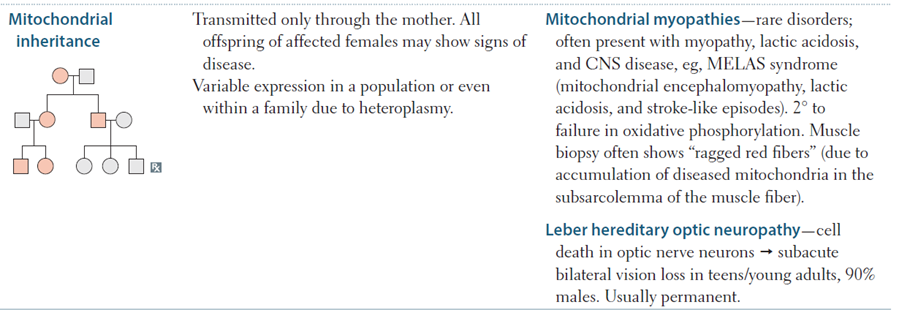 Mitochondrial
inheritance
Transmitted only through the mother. All
offspring of affected females may show signs of
disease.
Variable expression in a population or even
within a family due to heteroplasmy.
Mitochondrial myopathies—rare disorders;
often present with myopathy, lactic acidosis,
and CNS disease, eg, MELAS syndrome
(mitochondrial encephalomyopathy, lactic
acidosis, and stroke-like episodes). 2° to
failure in oxidative phosphorylation. Muscle
biopsy often shows “ragged red fibers” (due to
accumulation of diseased mitochondria in the
subsarcolemma of the muscle fiber).
Leber hereditary optic neuropathy—cell
death in optic nerve neurons → subacute
bilateral vision loss in teens/young adults, 90%
males. Usually permanent.
℞